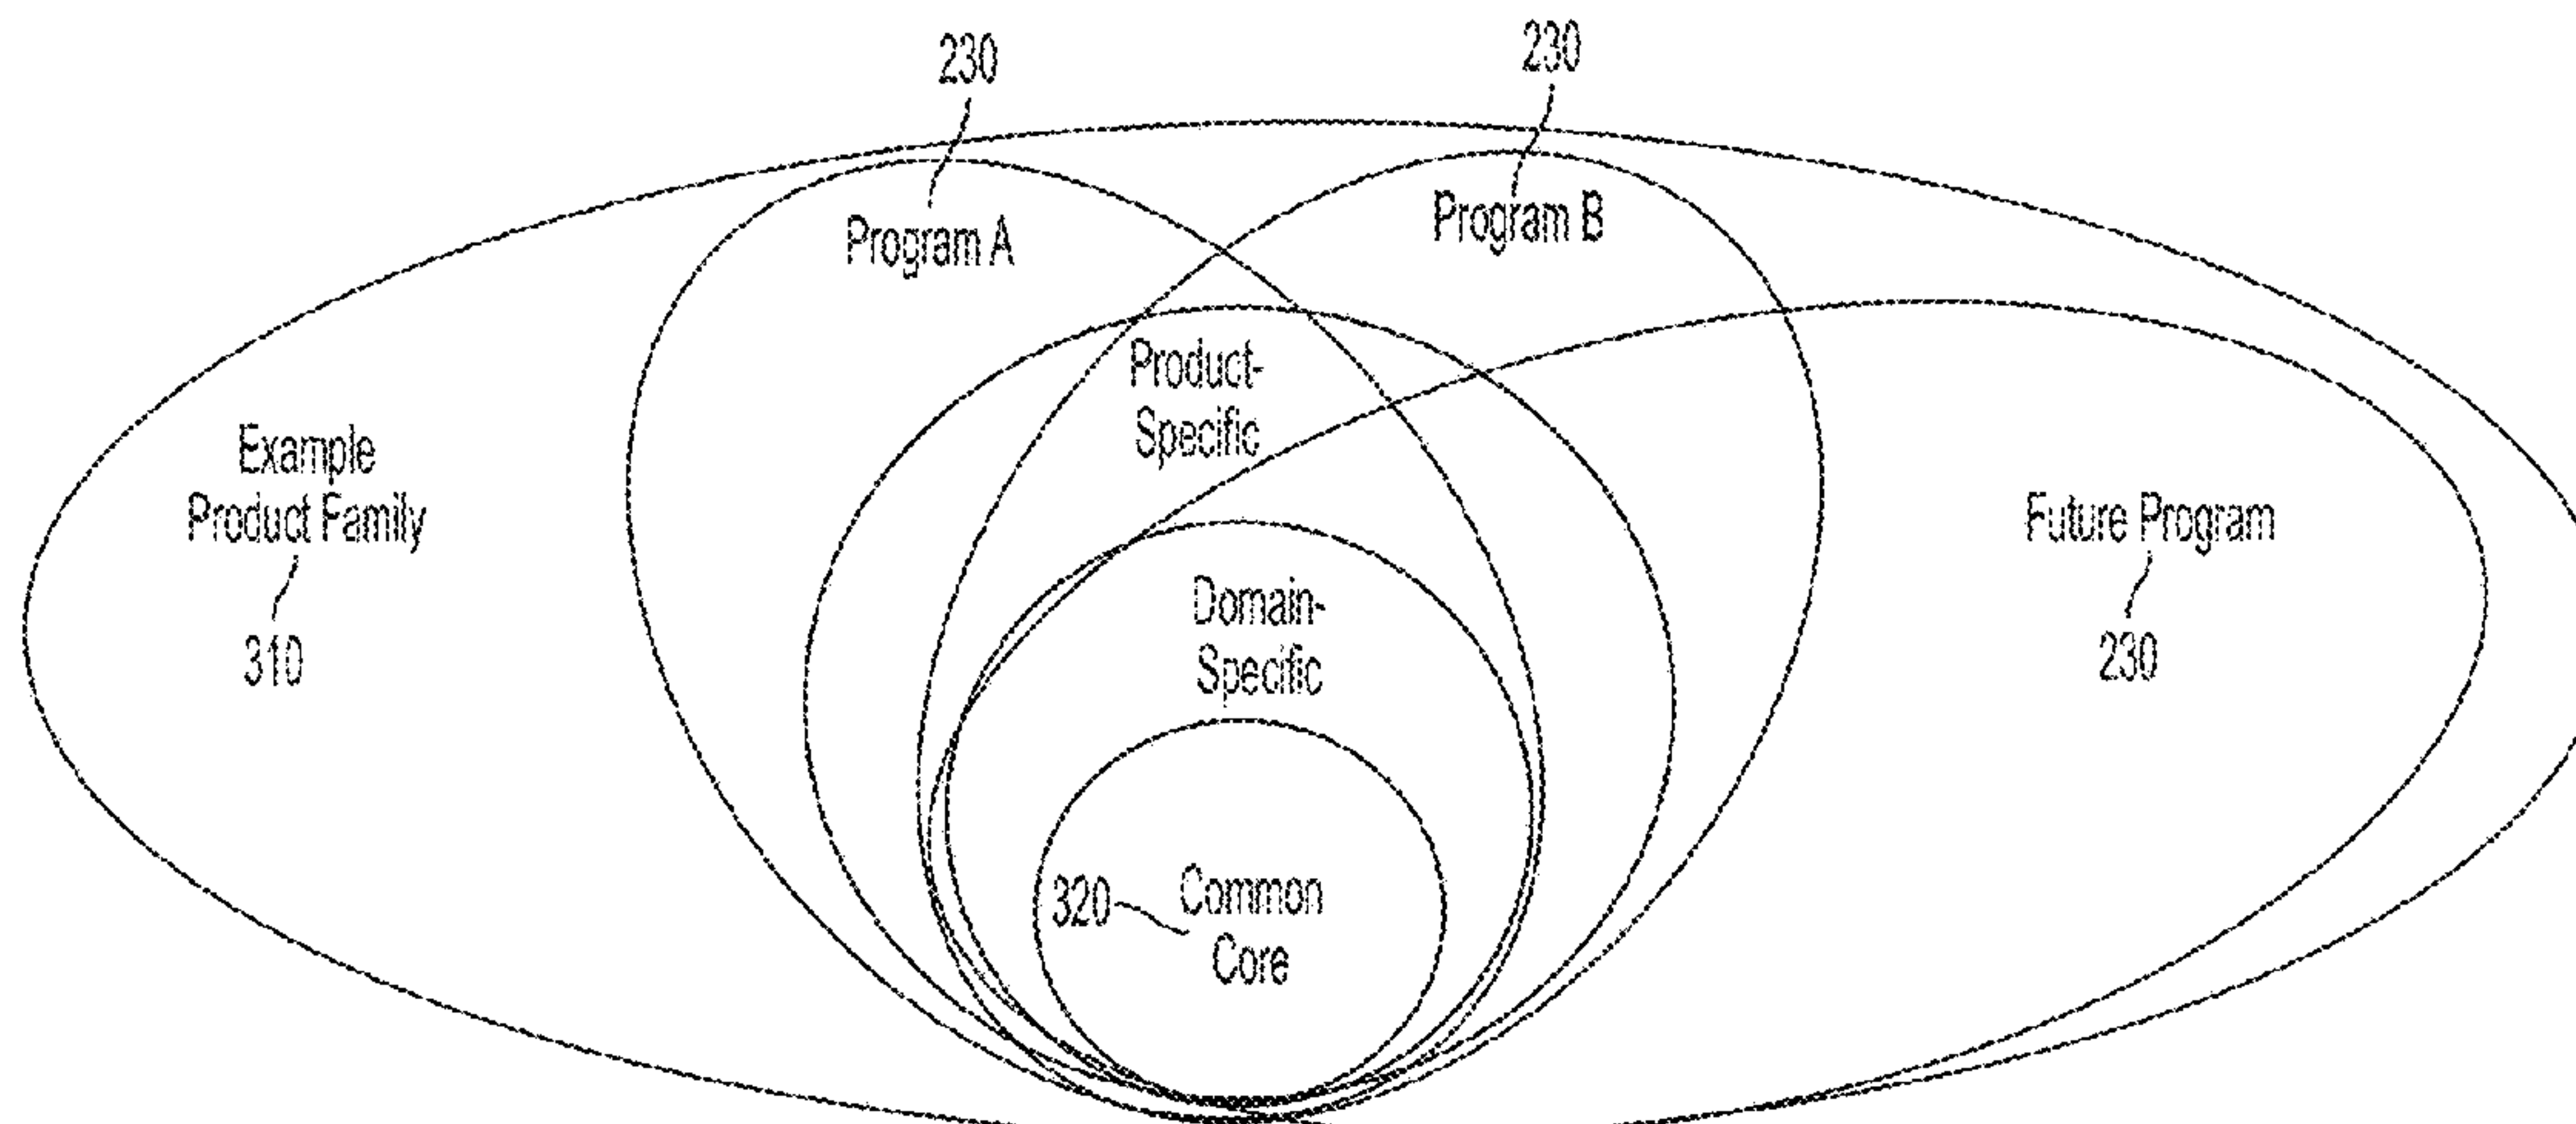 230
230
Program A
Program B
Product-
Specific
Example
Product Family
310
Future Program
230
Domain-
Specific
320
Common
Core